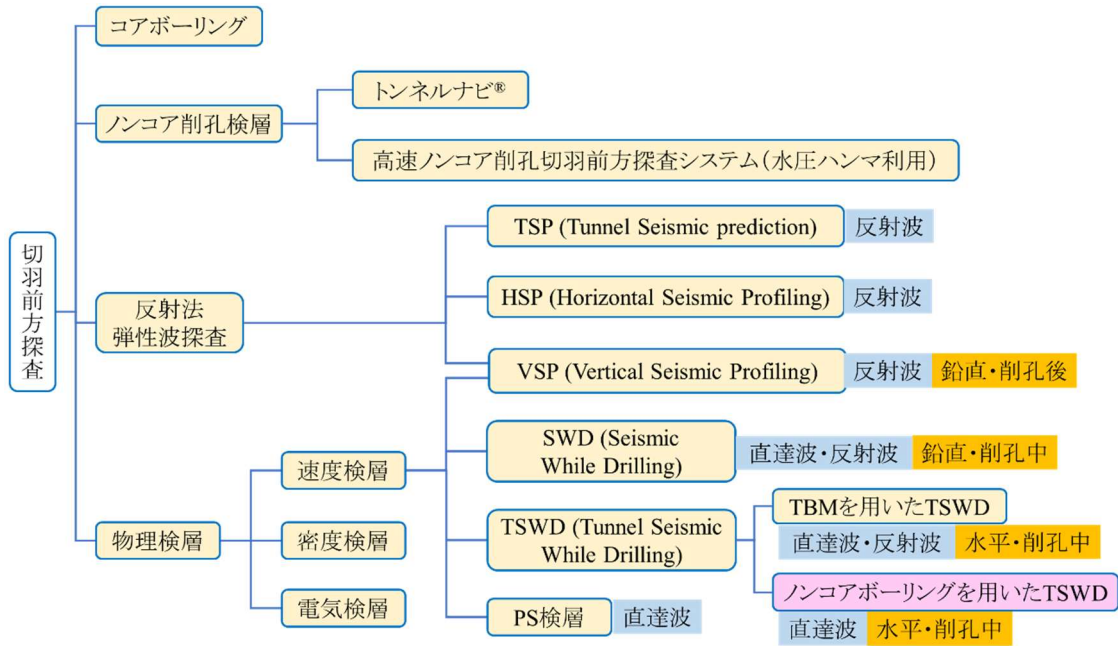 コアボーリング
トンネルナビ®
ノンコア削孔検層
高速ノンコア削孔切羽前方探査システム(水圧ハンマ利用)
切羽前方探査
TSP (Tunnel Seismic prediction)
反射波
反射法
弾性波探査
HSP (Horizontal Seismic Profiling)
反射波
VSP (Vertical Seismic Profiling)
反射波
鉛直・削孔後
SWD (Seismic
While Drilling)
直達波・反射波
鉛直・削孔中
速度検層
物理検層
密度検層
電気検層
TSWD (Tunnel Seismic
While Drilling)
TBMを用いたTSWD
直達波・反射波
水平・削孔中
ノンコアボーリングを用いたTSWD
直達波
水平・削孔中
PS検層
直達波